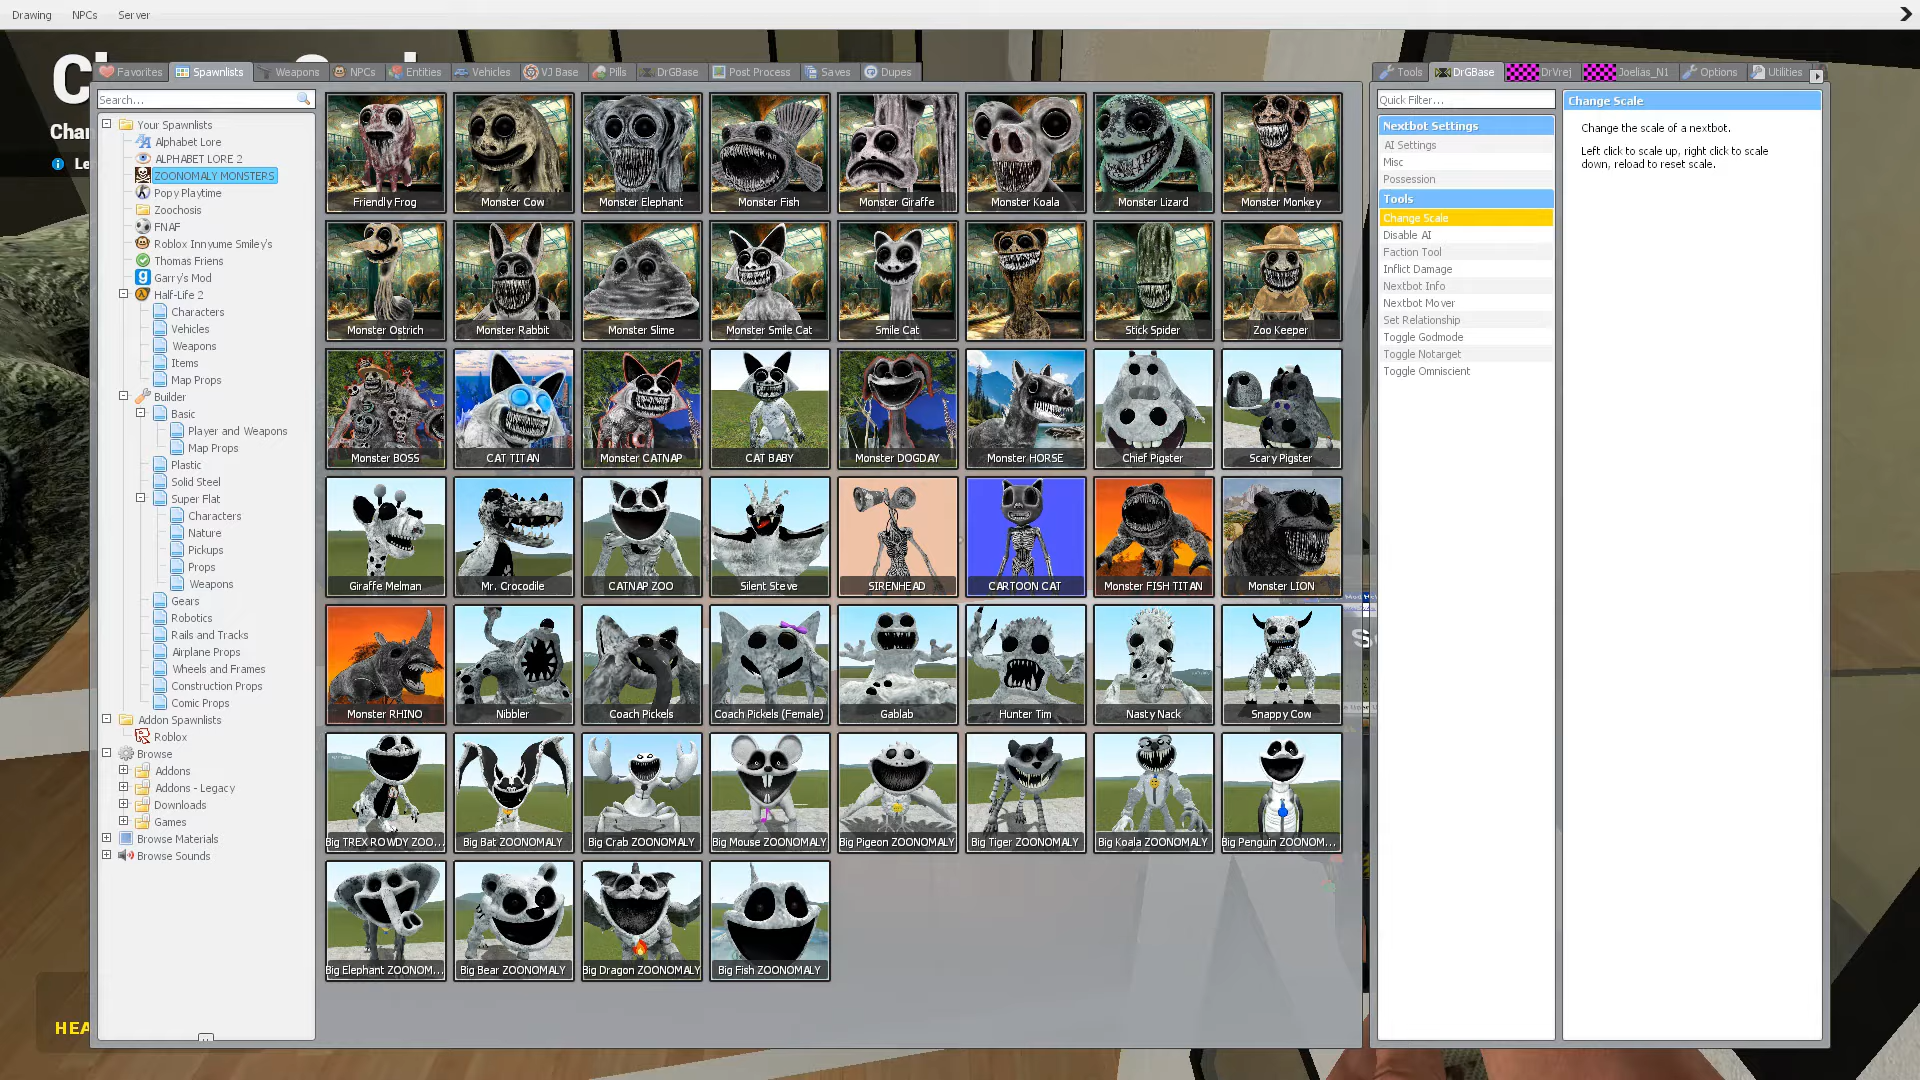 Drawing NPCs Server
Favorites Spawnlists Weapons NPCs Entities Vehicles VJ Base Pills DrGBase Post Process Saves Dupes
Search...
Your Spawnlists
Alphabet Lore
ALPHABET LORE 2
ZOONOMALY MONSTERS
Popy Playtime
Zoochosis
FNAF
Roblox Innyume Smiley's
Thomas Friens
Garry's Mod
Half-Life 2
Characters
Vehicles
Weapons
Items
Map Props
Builder
Basic
Player and Weapons
Map Props
Plastic
Solid Steel
Super Flat
Characters
Nature
Pickups
Props
Weapons
Gears
Robotics
Rails and Tracks
Airplane Props
Wheels and Frames
Construction Props
Comic Props
Addon Spawnlists
Roblox
Browse
Addons
Addons - Legacy
Downloads
Games
Browse Materials
Browse Sounds
Friendly Frog Monster Cow Monster Elephant Monster Fish Monster Giraffe Monster Koala Monster Lizard Monster Monkey
Monster Ostrich Monster Rabbit Monster Slime Monster Smile Cat Smile Cat Stick Spider Zoo Keeper
Monster BOSS CAT TITAN Monster CATNAP CAT BABY Monster DOGDAY Monster HORSE Chief Pigster Scary Pigster
Giraffe Melman Mr. Crocodile CATNAP ZOO Silent Steve SIRENHEAD CARTOON CAT Monster FISH TITAN Monster LION
Monster RHINO Nibbler Coach Pickels Coach Pickels (Female) Gablab Hunter Tim Nasty Nack Snappy Cow
Big TREX ROWDY ZOO... Big Bat ZOONOMALY Big Crab ZOONOMALY Big Mouse ZOONOMALY Big Pigeon ZOONOMALY Big Tiger ZOONOMALY Big Koala ZOONOMALY Big Penguin ZOONOM...
Big Elephant ZOONOM... Big Bear ZOONOMALY Big Dragon ZOONOMALY Big Fish ZOONOMALY
Tools DrGBase DrVrej Joelias_N1 Options Utilities
Quick Filter...
Nextbot Settings
AI Settings
Misc
Possession
Tools
Change Scale
Disable AI
Faction Tool
Inflict Damage
Nextbot Info
Nextbot Mover
Set Relationship
Toggle Godmode
Toggle Notarget
Toggle Omniscient
Change Scale
Change the scale of a nextbot.
Left click to scale up, right click to scale
down, reload to reset scale.
Char
Le
HEA